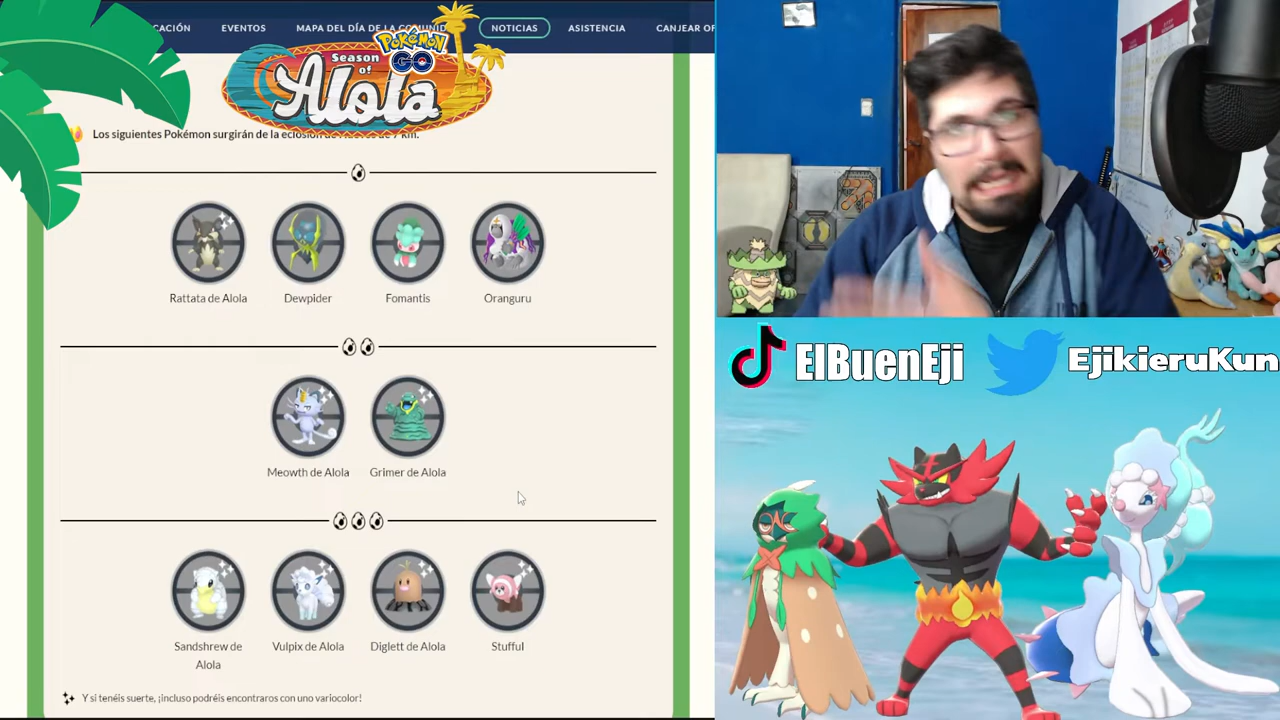 CACIÓN EVENTOS MAPA DEL DÍA DE LA COMUNID NOTICIAS ASISTENCIA CANJEAR OF
Pokémon GO
Season of
Alola
Los siguientes Pokémon surgirán de la eclosión de 7 km.
Rattata de Alola Dewpider Fomantis Oranguru
Meowth de Alola Grimer de Alola
Sandshrew de Alola Vulpix de Alola Diglett de Alola Stufful
Y si tenéis suerte, ¡incluso podréis encontraros con uno variocolor!
ElBuenEji EjikieruKun